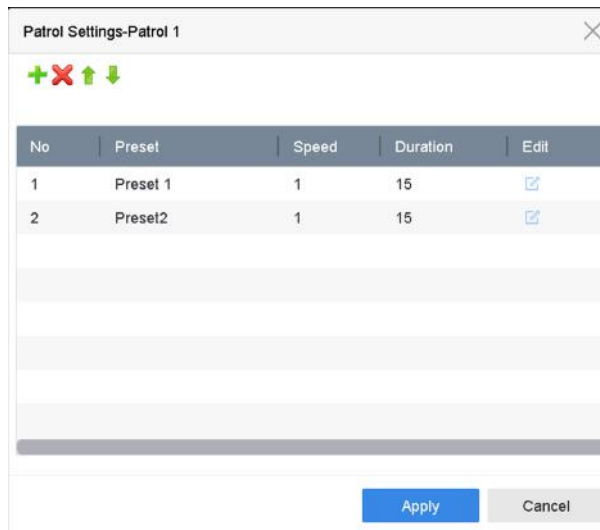 Patrol Settings-Patrol 1
No Preset Speed Duration Edit
1 Preset 1 1 15
2 Preset2 1 15
Apply Cancel